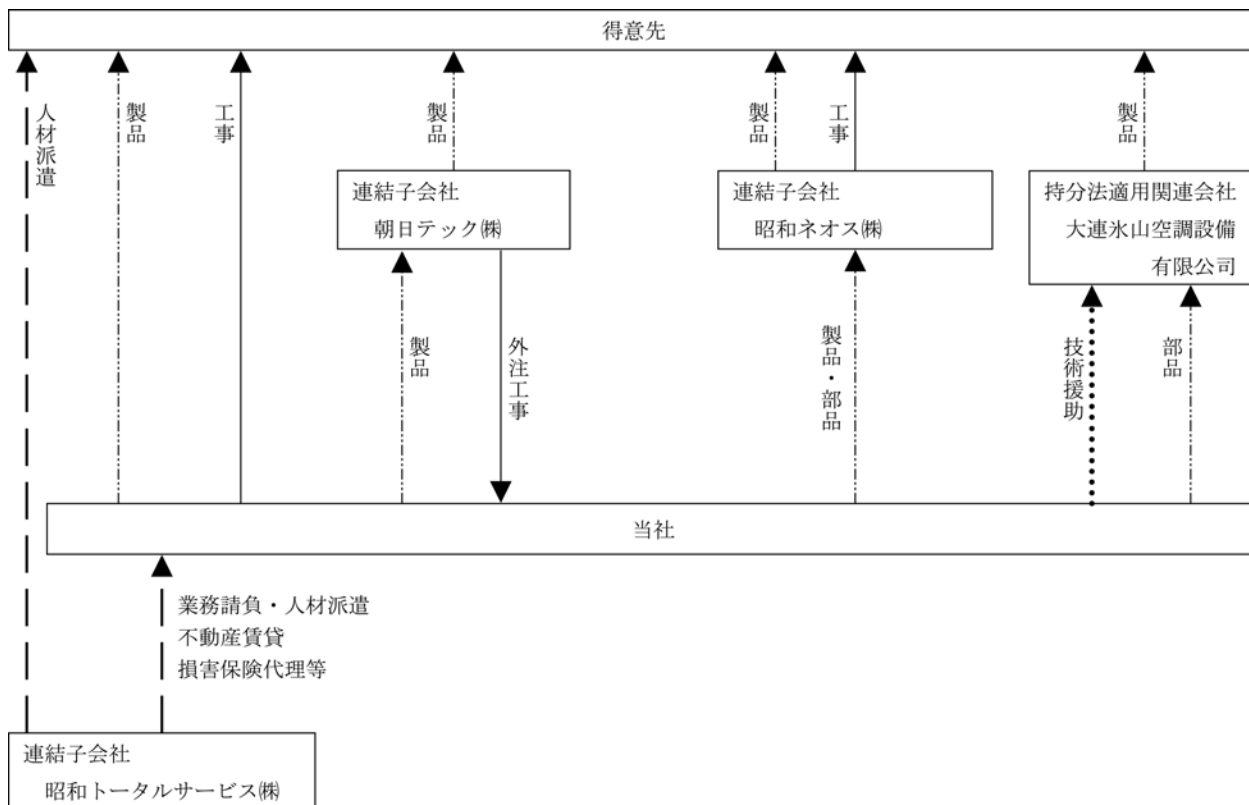 得意先
人材派遣
製品
工事
製品
製品
工事
製品
連結子会社
朝日テック㈱
連結子会社
昭和ネオス㈱
持分法適用関連会社
大連氷山空調設備
有限公司
製品
外注工事
製品・部品
技術援助
部品
当社
業務請負・人材派遣
不動産賃貸
損害保険代理等
連結子会社
昭和トータルサービス㈱